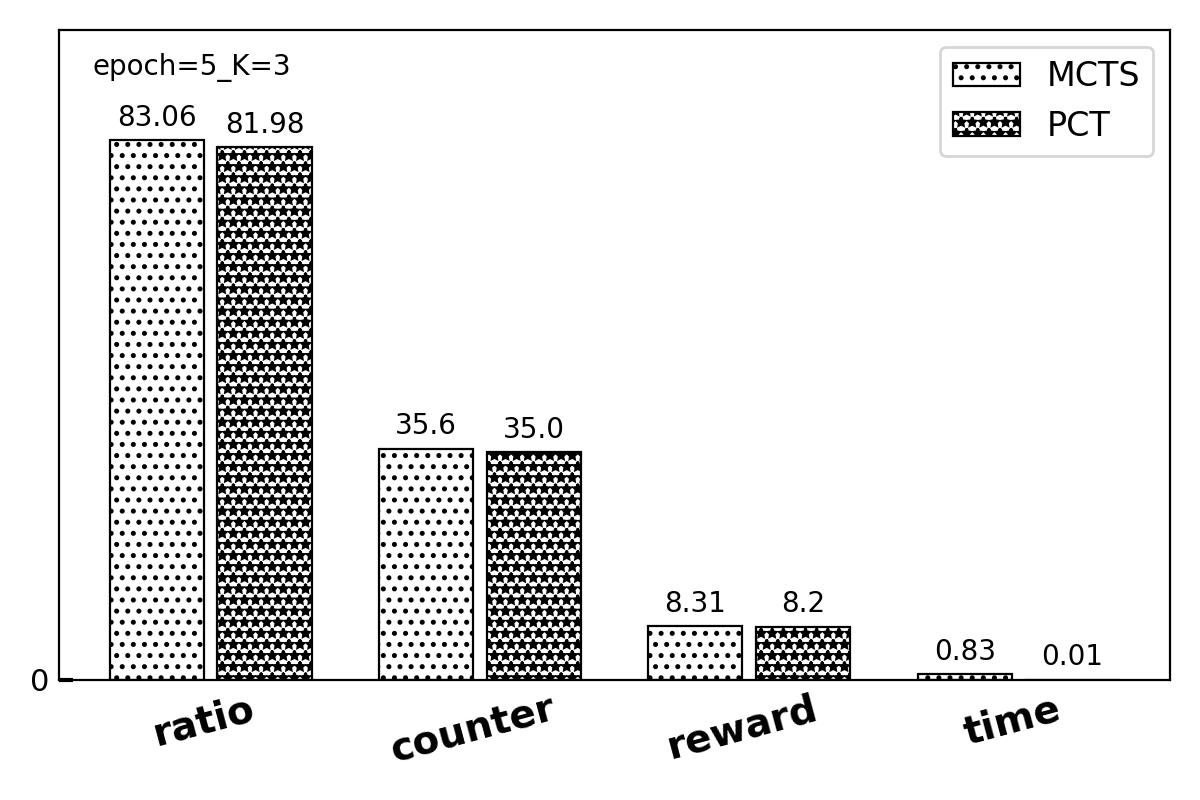 epoch=5_K=3
MCTS
PCT
83.06
81.98
35.6
35.0
8.31
8.2
0.83
0.01
0
ratio
counter
reward
time